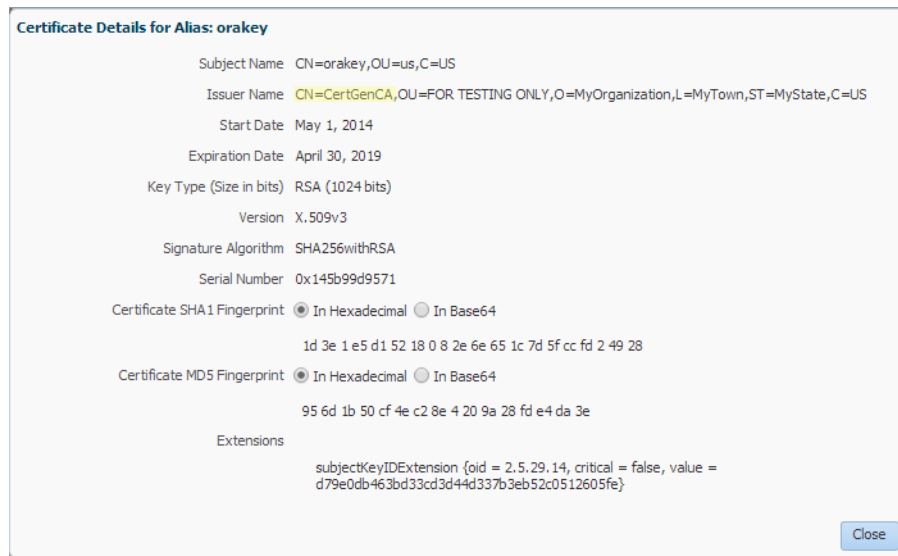 Certificate Details for Alias: orakey
Subject Name CN=orakey,OU=us,C=US
Issuer Name CN=CertGenCA,OU=FOR TESTING ONLY,O=MyOrganization,L=MyTown,ST=MyState,C=US
Start Date May 1, 2014
Expiration Date April 30, 2019
Key Type (Size in bits) RSA (1024 bits)
Version X.509v3
Signature Algorithm SHA256withRSA
Serial Number 0x145b99d9571
Certificate SHA1 Fingerprint In Hexadecimal In Base64
1d 3e 1 e5 d1 52 18 0 8 2e 6e 65 1c 7d 5f cc fd 2 49 28
Certificate MD5 Fingerprint In Hexadecimal In Base64
95 6d 1b 50 cf 4e c2 8e 4 20 9a 28 fd e4 da 3e
Extensions
subjectKeyIDExtension {oid = 2.5.29.14, critical = false, value =
d79e0db463bd33cd3d44d337b3eb52c0512605fe}
Close